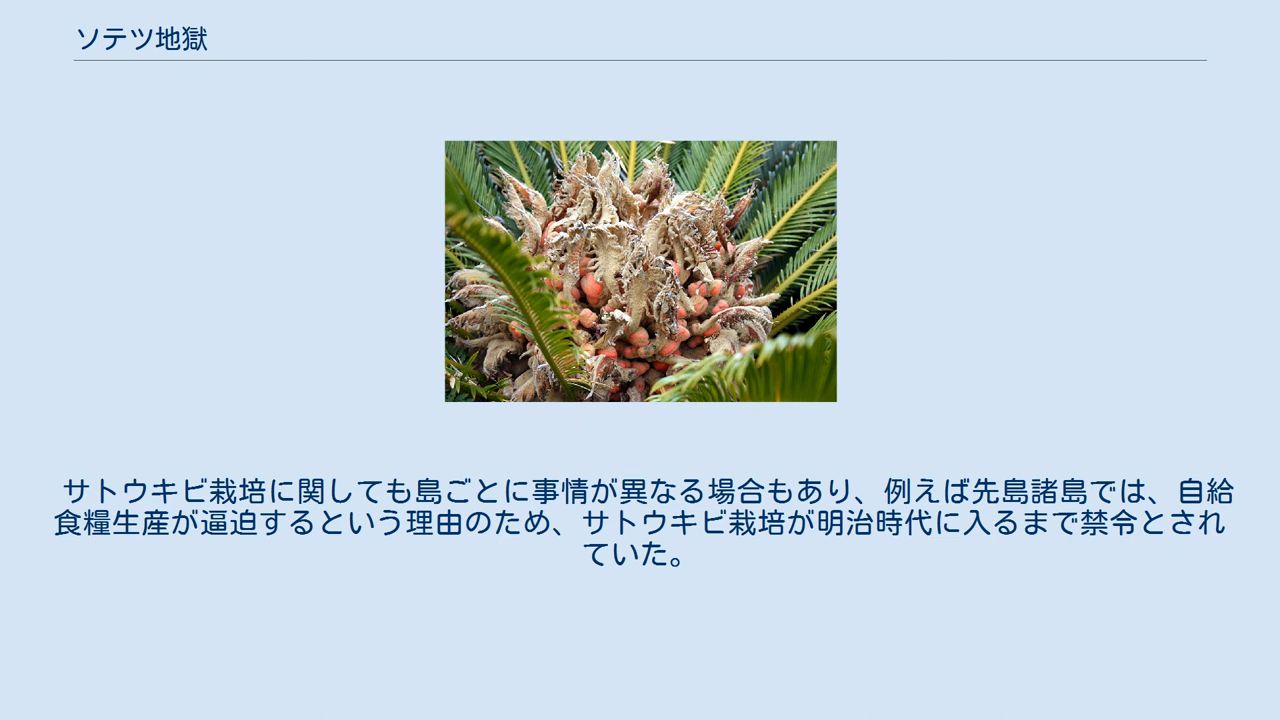 ソテツ地獄
サトウキビ栽培に関しても島ごとに事情が異なる場合もあり、例えば先島諸島では、自給
食糧生産が逼迫するという理由のため、サトウキビ栽培が明治時代に入るまで禁令とされ
ていた。